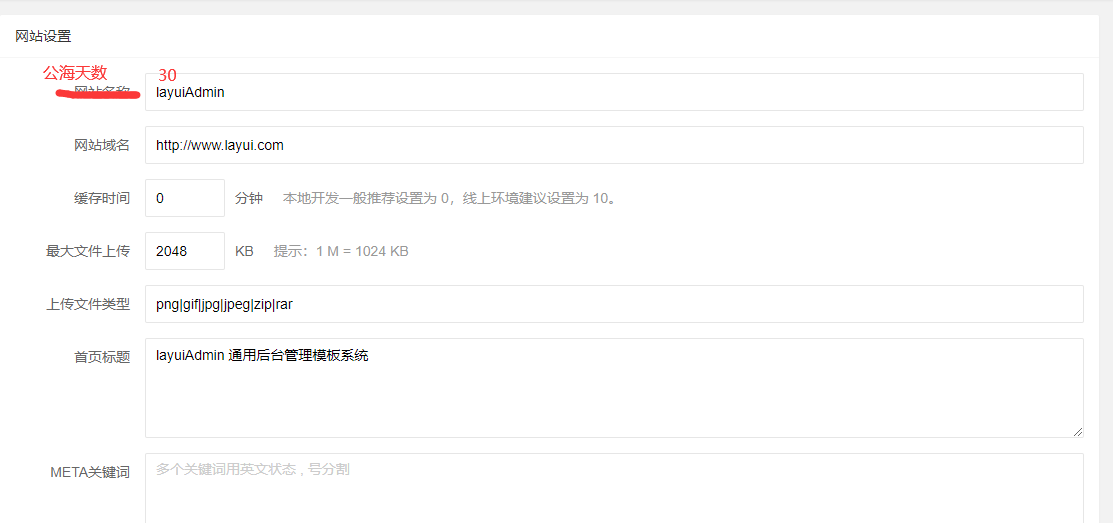 网站设置
公海天数 30
网站名称 layuiAdmin
网站域名 http://www.layui.com
缓存时间 0 分钟 本地开发一般推荐设置为 0，线上环境建议设置为 10。
最大文件上传 2048 KB 提示：1 M = 1024 KB
上传文件类型 png|gif|jpg|jpeg|zip|rar
首页标题 layuiAdmin 通用后台管理模板系统
META关键词 多个关键词用英文状态 , 号分割